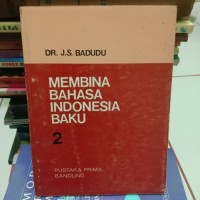 DR. J.S. BADUDU
MEMBINA
BAHASA
INDONESIA
BAKU
2
PUSTAKA PRIMA
BANDUNG